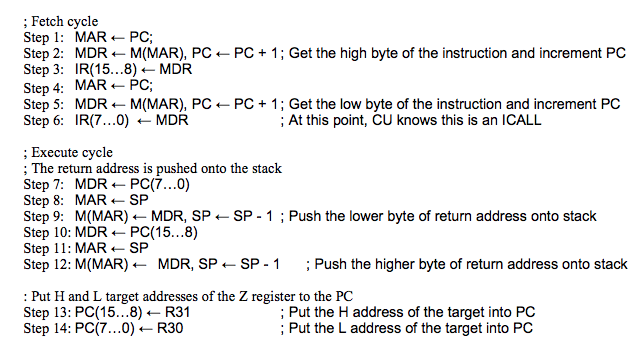 ; Fetch cycle
Step 1: MAR ← PC;
Step 2: MDR ← M(MAR), PC ← PC + 1; Get the high byte of the instruction and increment PC
Step 3: IR(15...8) ← MDR
Step 4: MAR ← PC;
Step 5: MDR ← M(MAR), PC ← PC + 1; Get the low byte of the instruction and increment PC
Step 6: IR(7...0) ← MDR ; At this point, CU knows this is an ICALL
; Execute cycle
; The return address is pushed onto the stack
Step 7: MDR ← PC(7...0)
Step 8: MAR ← SP
Step 9: M(MAR) ← MDR, SP ← SP - 1 ; Push the lower byte of return address onto stack
Step 10: MDR ← PC(15...8)
Step 11: MAR ← SP
Step 12: M(MAR) ← MDR, SP ← SP - 1 ; Push the higher byte of return address onto stack
: Put H and L target addresses of the Z register to the PC
Step 13: PC(15...8) ← R31 ; Put the H address of the target into PC
Step 14: PC(7...0) ← R30 ; Put the L address of the target into PC